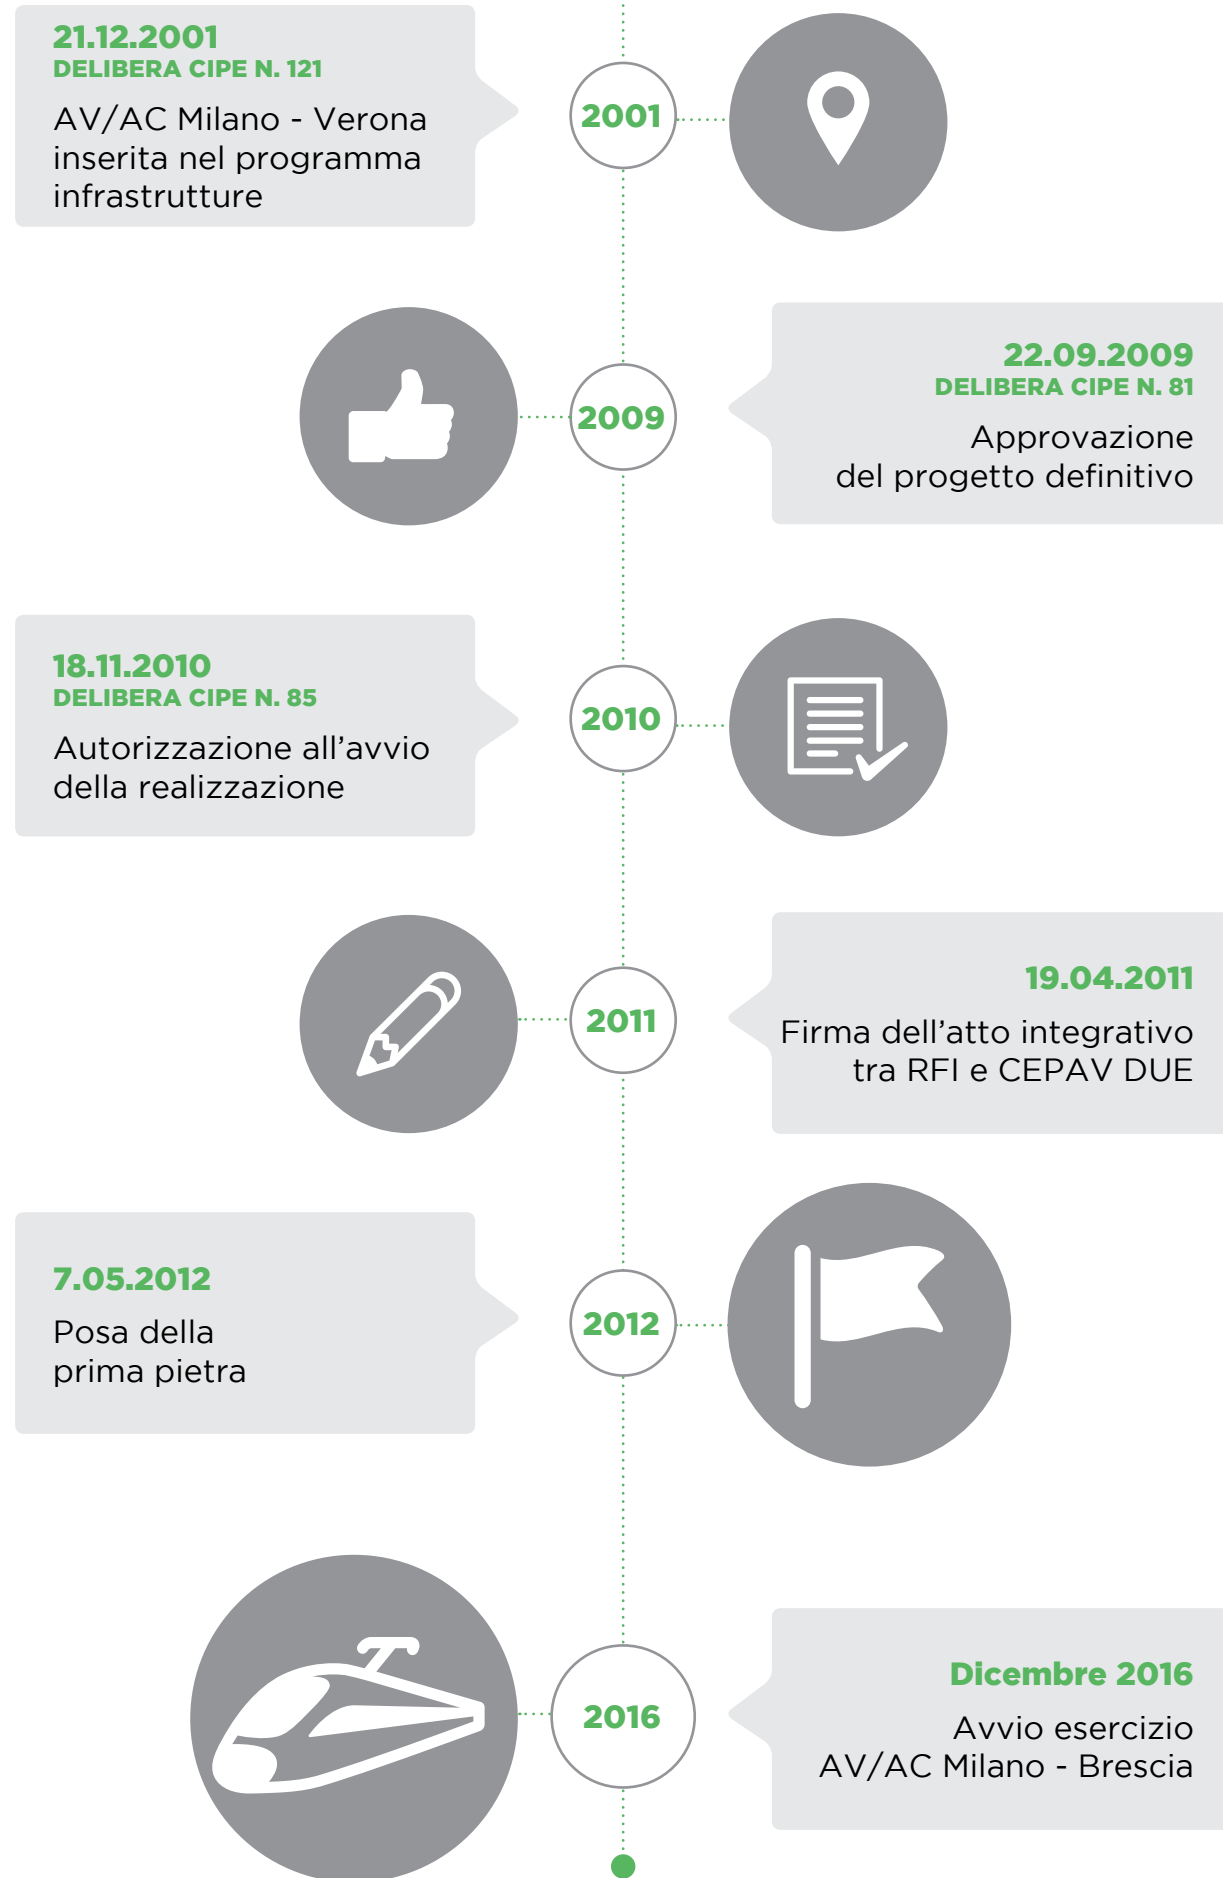 21.12.2001
DELIBERA CIPE N. 121
AV/AC Milano - Verona
inserita nel programma
infrastrutture
2001
22.09.2009
DELIBERA CIPE N. 81
Approvazione
del progetto definitivo
2009
18.11.2010
DELIBERA CIPE N. 85
Autorizzazione all’avvio
della realizzazione
2010
19.04.2011
Firma dell’atto integrativo
tra RFI e CEPAV DUE
2011
7.05.2012
Posa della
prima pietra
2012
Dicembre 2016
Avvio esercizio
AV/AC Milano - Brescia
2016